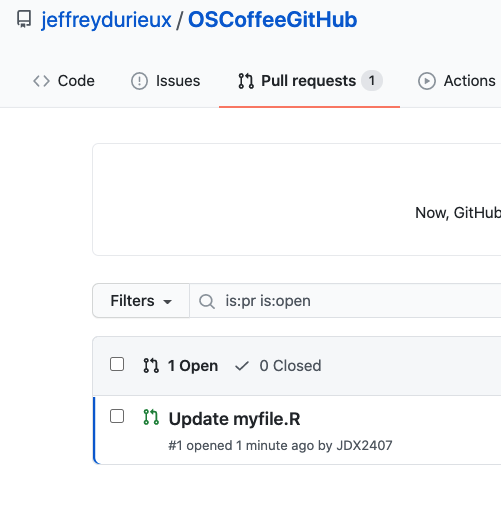 jeffreydurieux / OSCoffeeGitHub
Code Issues Pull requests 1 Actions
Now, GitHub
Filters is:pr is:open
1 Open 0 Closed
Update myfile.R
#1 opened 1 minute ago by JDX2407